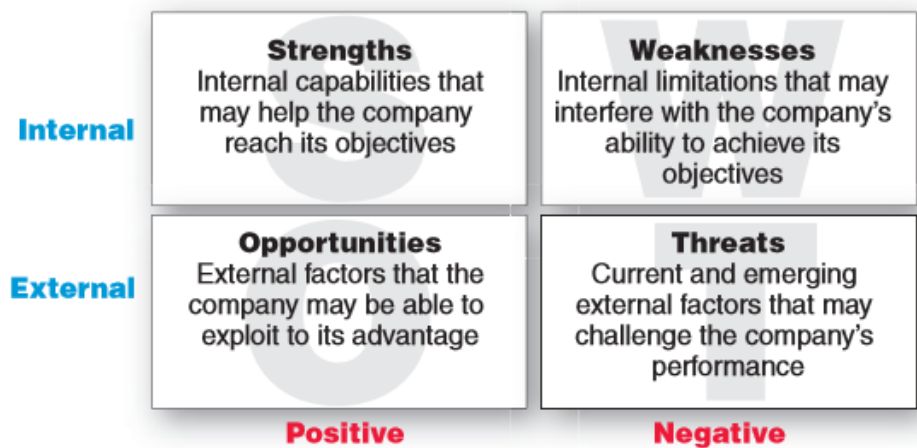 Strengths
Internal capabilities that
may help the company
reach its objectives
Weaknesses
Internal limitations that may
interfere with the company's
ability to achieve its
objectives
Internal
Opportunities
External factors that the
company may be able to
exploit to its advantage
Threats
Current and emerging
external factors that may
challenge the company's
performance
External
Positive
Negative
S
W
O
T